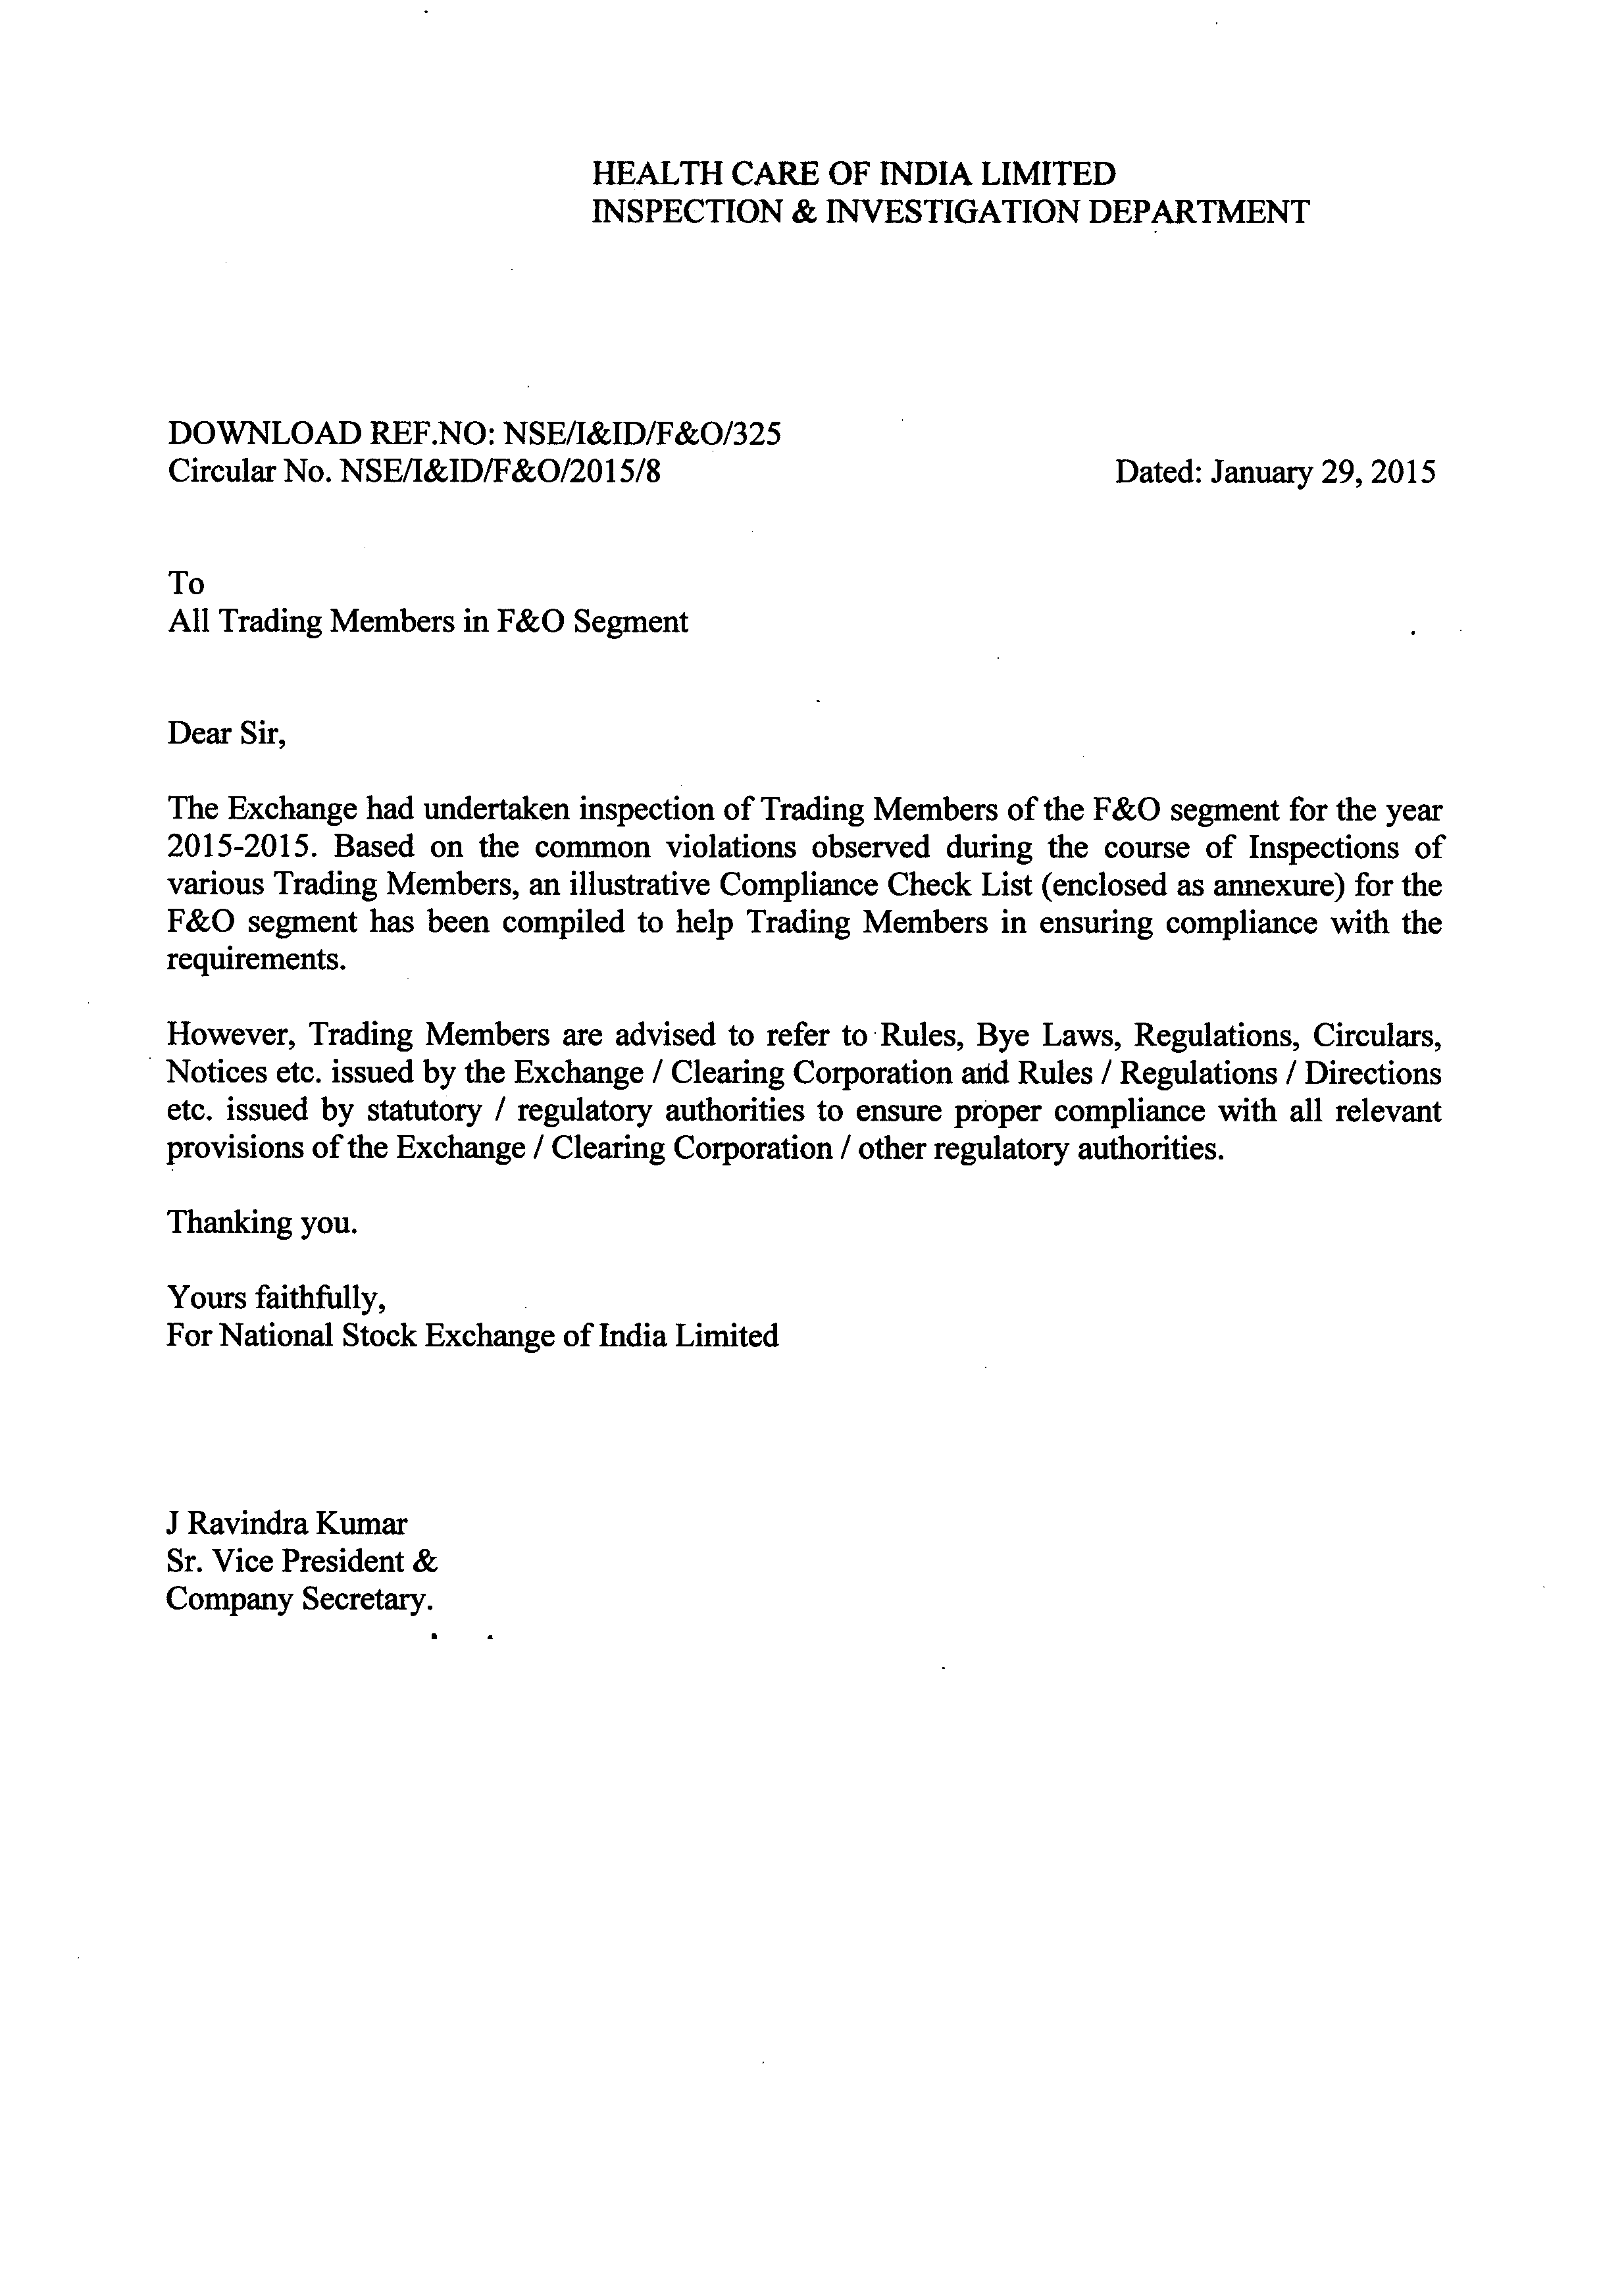 HEALTH CARE OF INDIA LIMITED
INSPECTION & INVESTIGATION DEPARTMENT
DOWNLOAD REF.NO: NSE/I&ID/F&O/325
Circular No. NSE/I&ID/F&O/2015/8 Dated: January 29, 2015
To
All Trading Members in F&O Segment
Dear Sir,
The Exchange had undertaken inspection of Trading Members of the F&O segment for the year
2015-2015. Based on the common violations observed during the course of Inspections of
various Trading Members, an illustrative Compliance Check List (enclosed as annexure) for the
F&O segment has been compiled to help Trading Members in ensuring compliance with the
requirements.
However, Trading Members are advised to refer to Rules, Bye Laws, Regulations, Circulars,
Notices etc. issued by the Exchange / Clearing Corporation and Rules / Regulations / Directions
etc. issued by statutory / regulatory authorities to ensure proper compliance with all relevant
provisions of the Exchange / Clearing Corporation / other regulatory authorities.
Thanking you.
Yours faithfully,
For National Stock Exchange of India Limited
J Ravindra Kumar
Sr. Vice President &
Company Secretary.